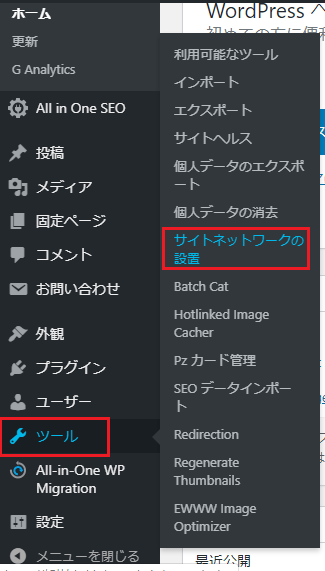 ホーム
更新
G Analytics
All in One SEO
投稿
メディア
固定ページ
コメント
お問い合わせ
外観
プラグイン
ユーザー
ツール
All-in-One WP
Migration
設定
メニューを閉じる
WordPress へ
利用可能なツール
インポート
エクスポート
サイトヘルス
個人データのエクスポ
ート
個人データの消去
サイトネットワークの
設置
Batch Cat
Hotlinked Image
Cacher
Pz カード管理
SEO データインポー
ト
Redirection
Regenerate
Thumbnails
EWWW Image
Optimizer
最近公開